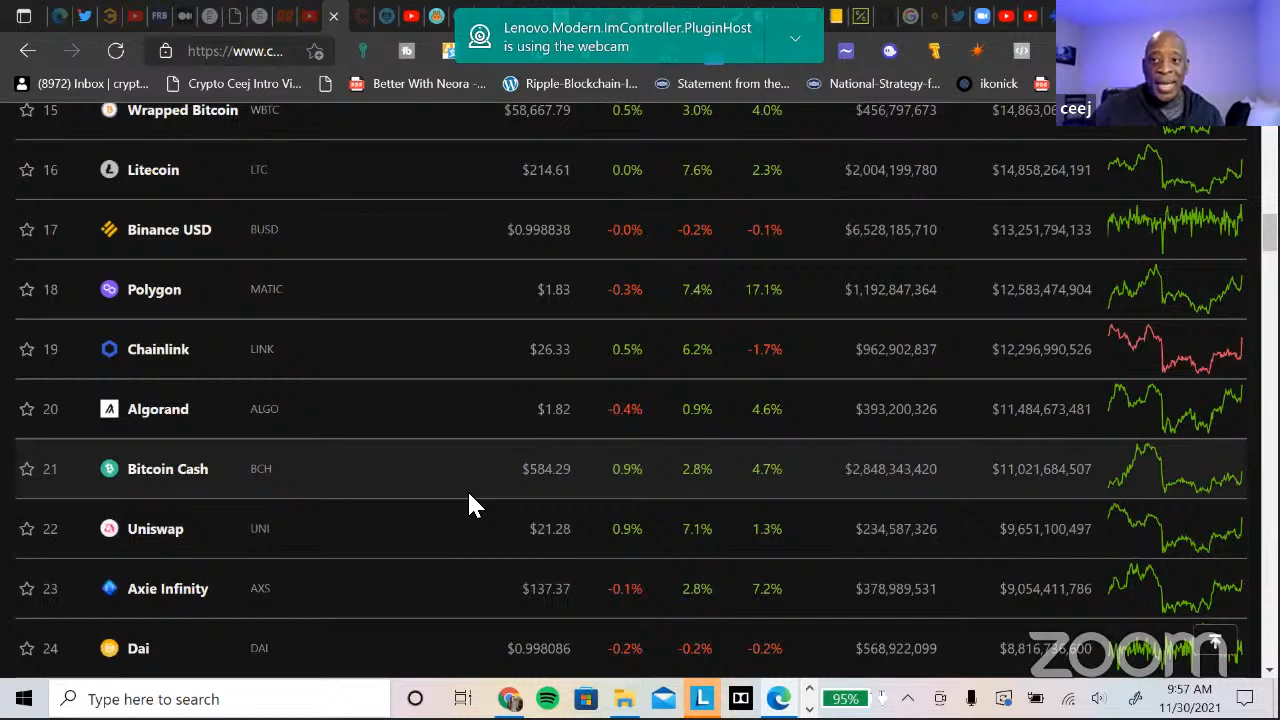 FRB
Lenovo.Modern.ImController.PluginHost
is using the webcam
https://www.c...
(8972) Inbox | crypt...
Crypto Ceej Intro Vi...
Better With Neora-...
Ripple-Blockchain-I...
Statement from the...
National-Strategy-f...
ikonick
ceej
15 Wrapped Bitcoin WBTC $58,667.79 0.5% 3.0% 4.0% $456,797,673
16 Litecoin LTC $214.61 0.0% 7.6% 2.3% $2,004,199,780 $14,858,264,191
17 Binance USD BUSD $0.998838 -0.0% -0.2% -0.1% $6,528,185,710 $13,251,794,133
18 Polygon MATIC $1.83 -0.3% 7.4% 17.1% $1,192,847,364 $12,583,474,904
19 Chainlink LINK $26.33 0.5% 6.2% -1.7% $962,902,837 $12,296,990,526
20 Algorand ALGO $1.82 -0.4% 0.9% 4.6% $393,200,326 $11,484,673,481
21 Bitcoin Cash BCH $584.29 0.9% 2.8% 4.7% $2,848,343,420 $11,021,684,507
22 Uniswap UNI $21.28 0.9% 7.1% 1.3% $234,587,326 $9,651,100,497
23 Axie Infinity AXS $137.37 -0.1% 2.8% 7.2% $378,989,531 $9,054,411,786
24 Dai DAI $0.998086 -0.2% -0.2% -0.2% $568,922,099 $8,816,736,600
zoom
Type here to search
95%
9:57 AM
11/30/2021